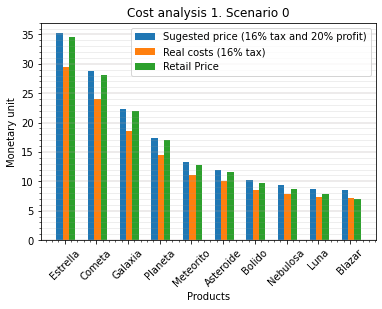 Cost analysis 1. Scenario 0
Sugested price (16% tax and 20% profit)
Real costs (16% tax)
Retail Price
Monetary unit
35
30
25
20
15
10
5
0
Estrella
Cometa
Galaxia
Planeta
Meteorito
Asteroide
Bolido
Nebulosa
Luna
Blazar
Products